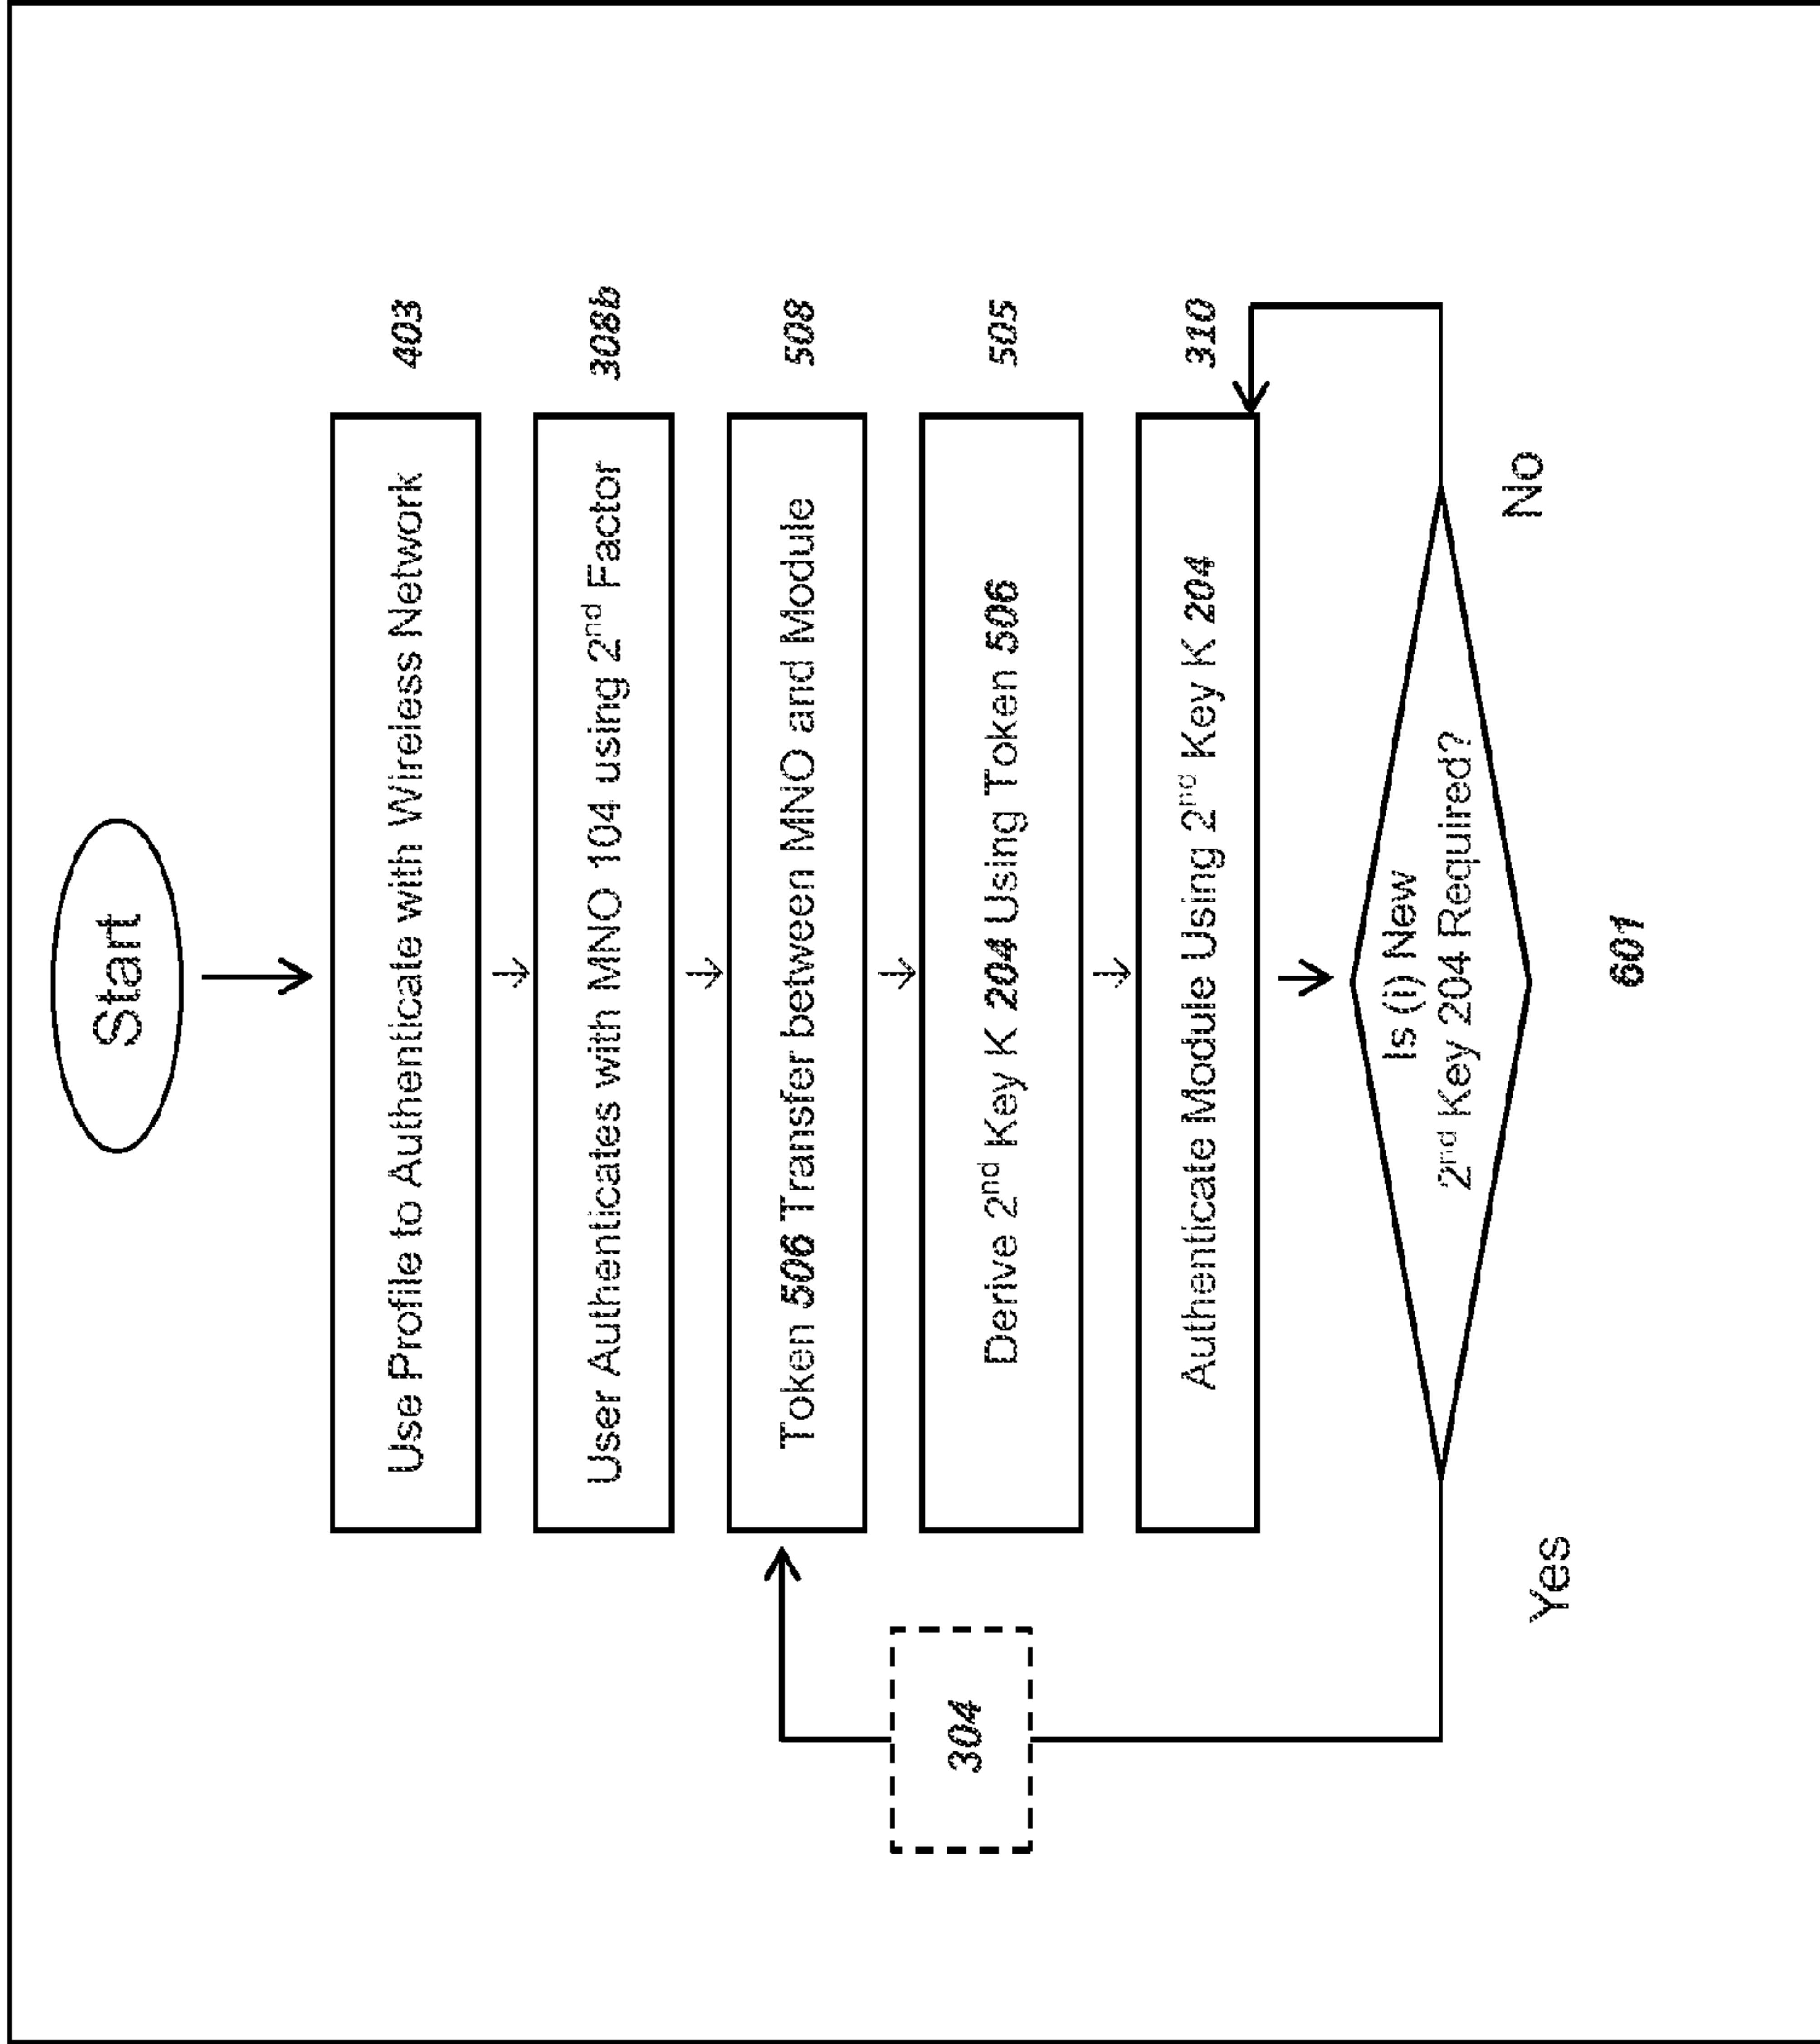 Start
Use Profile to Authenticate with Wireless Network
403
User Authenticates with MNO 104 using 2nd Factor
308b
Token 506 Transfer between MNO and Module
508
Derive 2nd Key K 204 Using Token 506
505
Authenticate Module Using 2nd Key K 204
310
304
Is (i) New
2nd Key 204 Required?
Yes
No
601